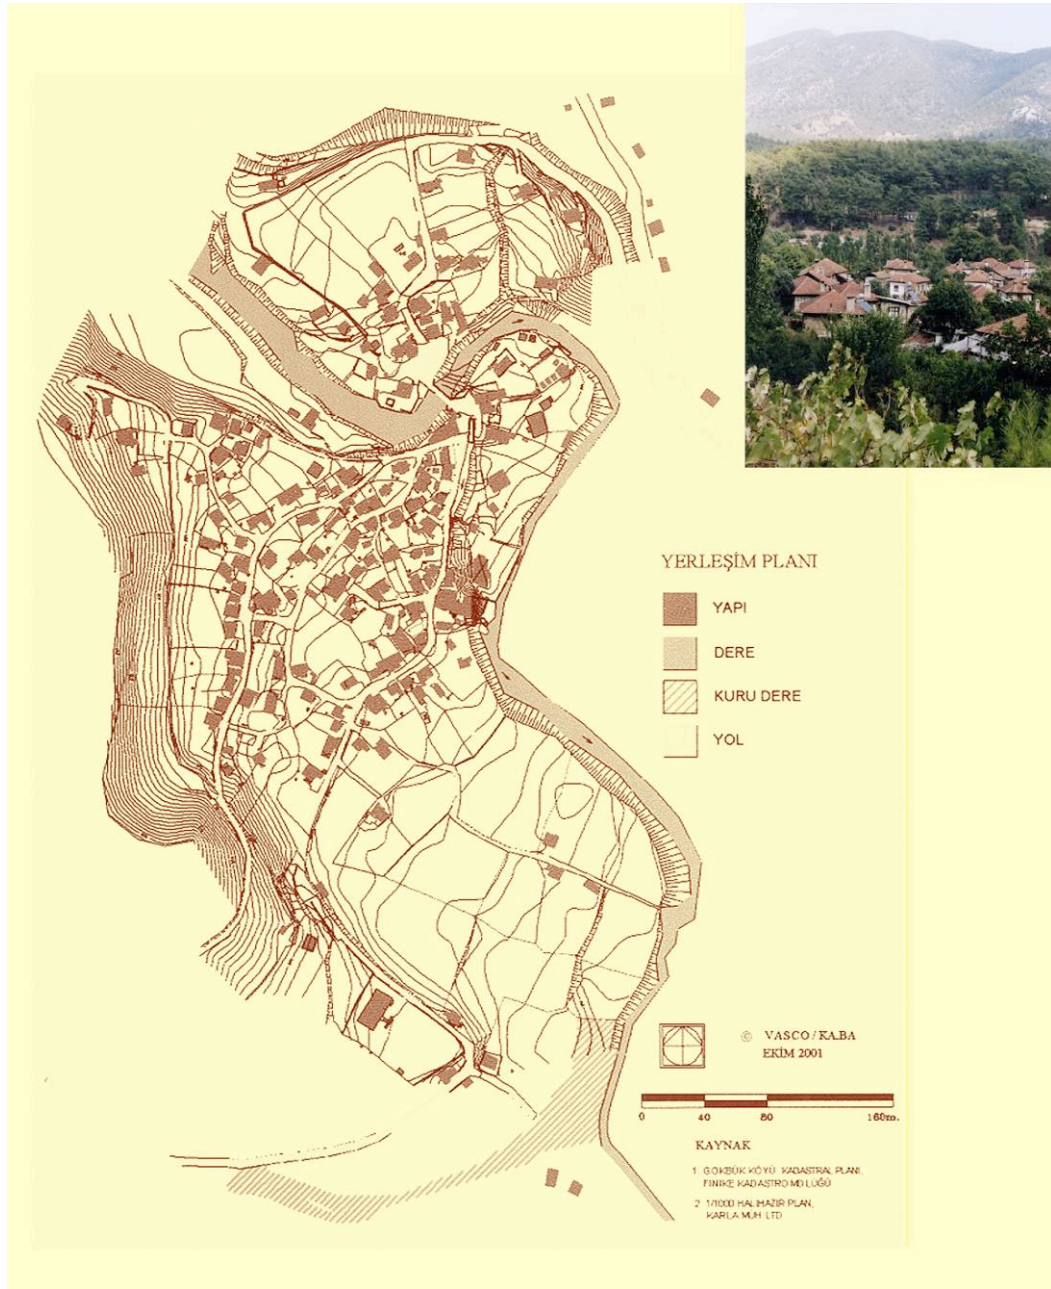 YERLEŞİM PLANI
YAPI
DERE
KURU DERE
YOL
© VASCO / KA.BA
EKİM 2001
0 40 80 160m.
KAYNAK
1 GÖKBÜK KÖYÜ KADASTRAL PLANI,
FİNİKE KADASTRO MD.LÜĞÜ
2 1/1000 HALİHAZIR PLAN,
KARLA MÜH. LTD